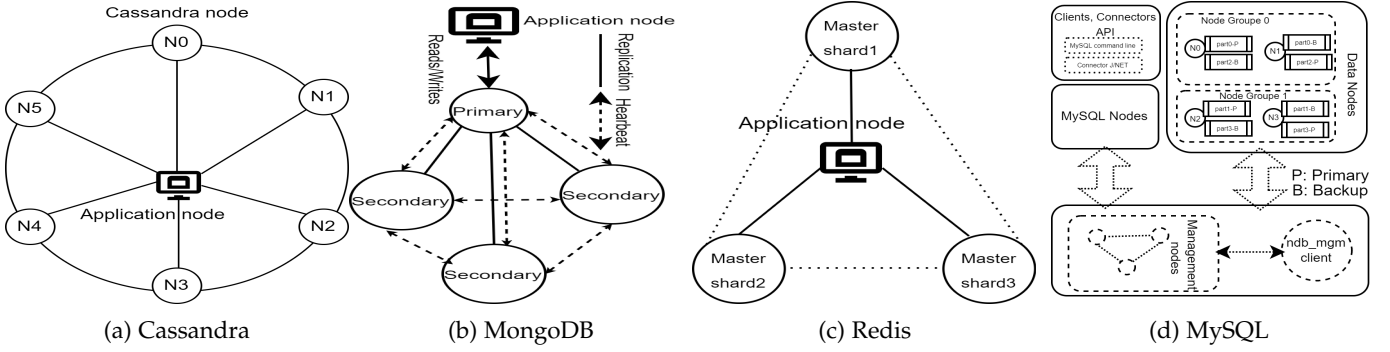 Cassandra node
N0
N5
N1
N4
N2
N3
Application node
(a) Cassandra
Application node
Reads/Writes
Replication
Hearbeat
Primary
Secondary
Secondary
Secondary
(b) MongoDB
Master
shard1
Application node
Master
shard2
Master
shard3
(c) Redis
Clients, Connectors
API
MySQL command line
Connector J/NET
MySQL Nodes
Node Groupe 0
N0
part0-P
part2-B
N1
part0-B
part2-P
Node Groupe 1
N2
part1-P
part3-B
N3
part1-B
part3-P
Data Nodes
P: Primary
B: Backup
Management
nodes
ndb_mgm
client
(d) MySQL